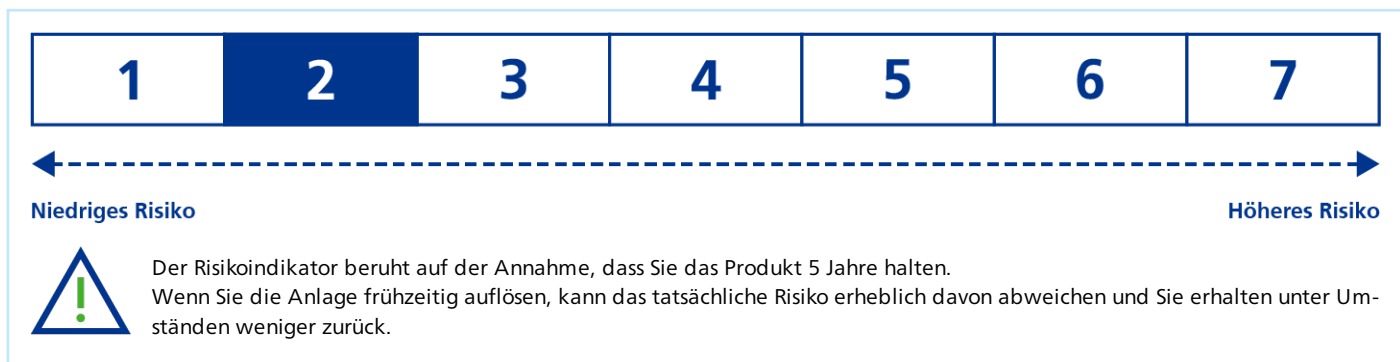 1 2 3 4 5 6 7
Niedriges Risiko Höheres Risiko
Der Risikoindikator beruht auf der Annahme, dass Sie das Produkt 5 Jahre halten.
Wenn Sie die Anlage frühzeitig auflösen, kann das tatsächliche Risiko erheblich davon abweichen und Sie erhalten unter Um-
ständen weniger zurück.